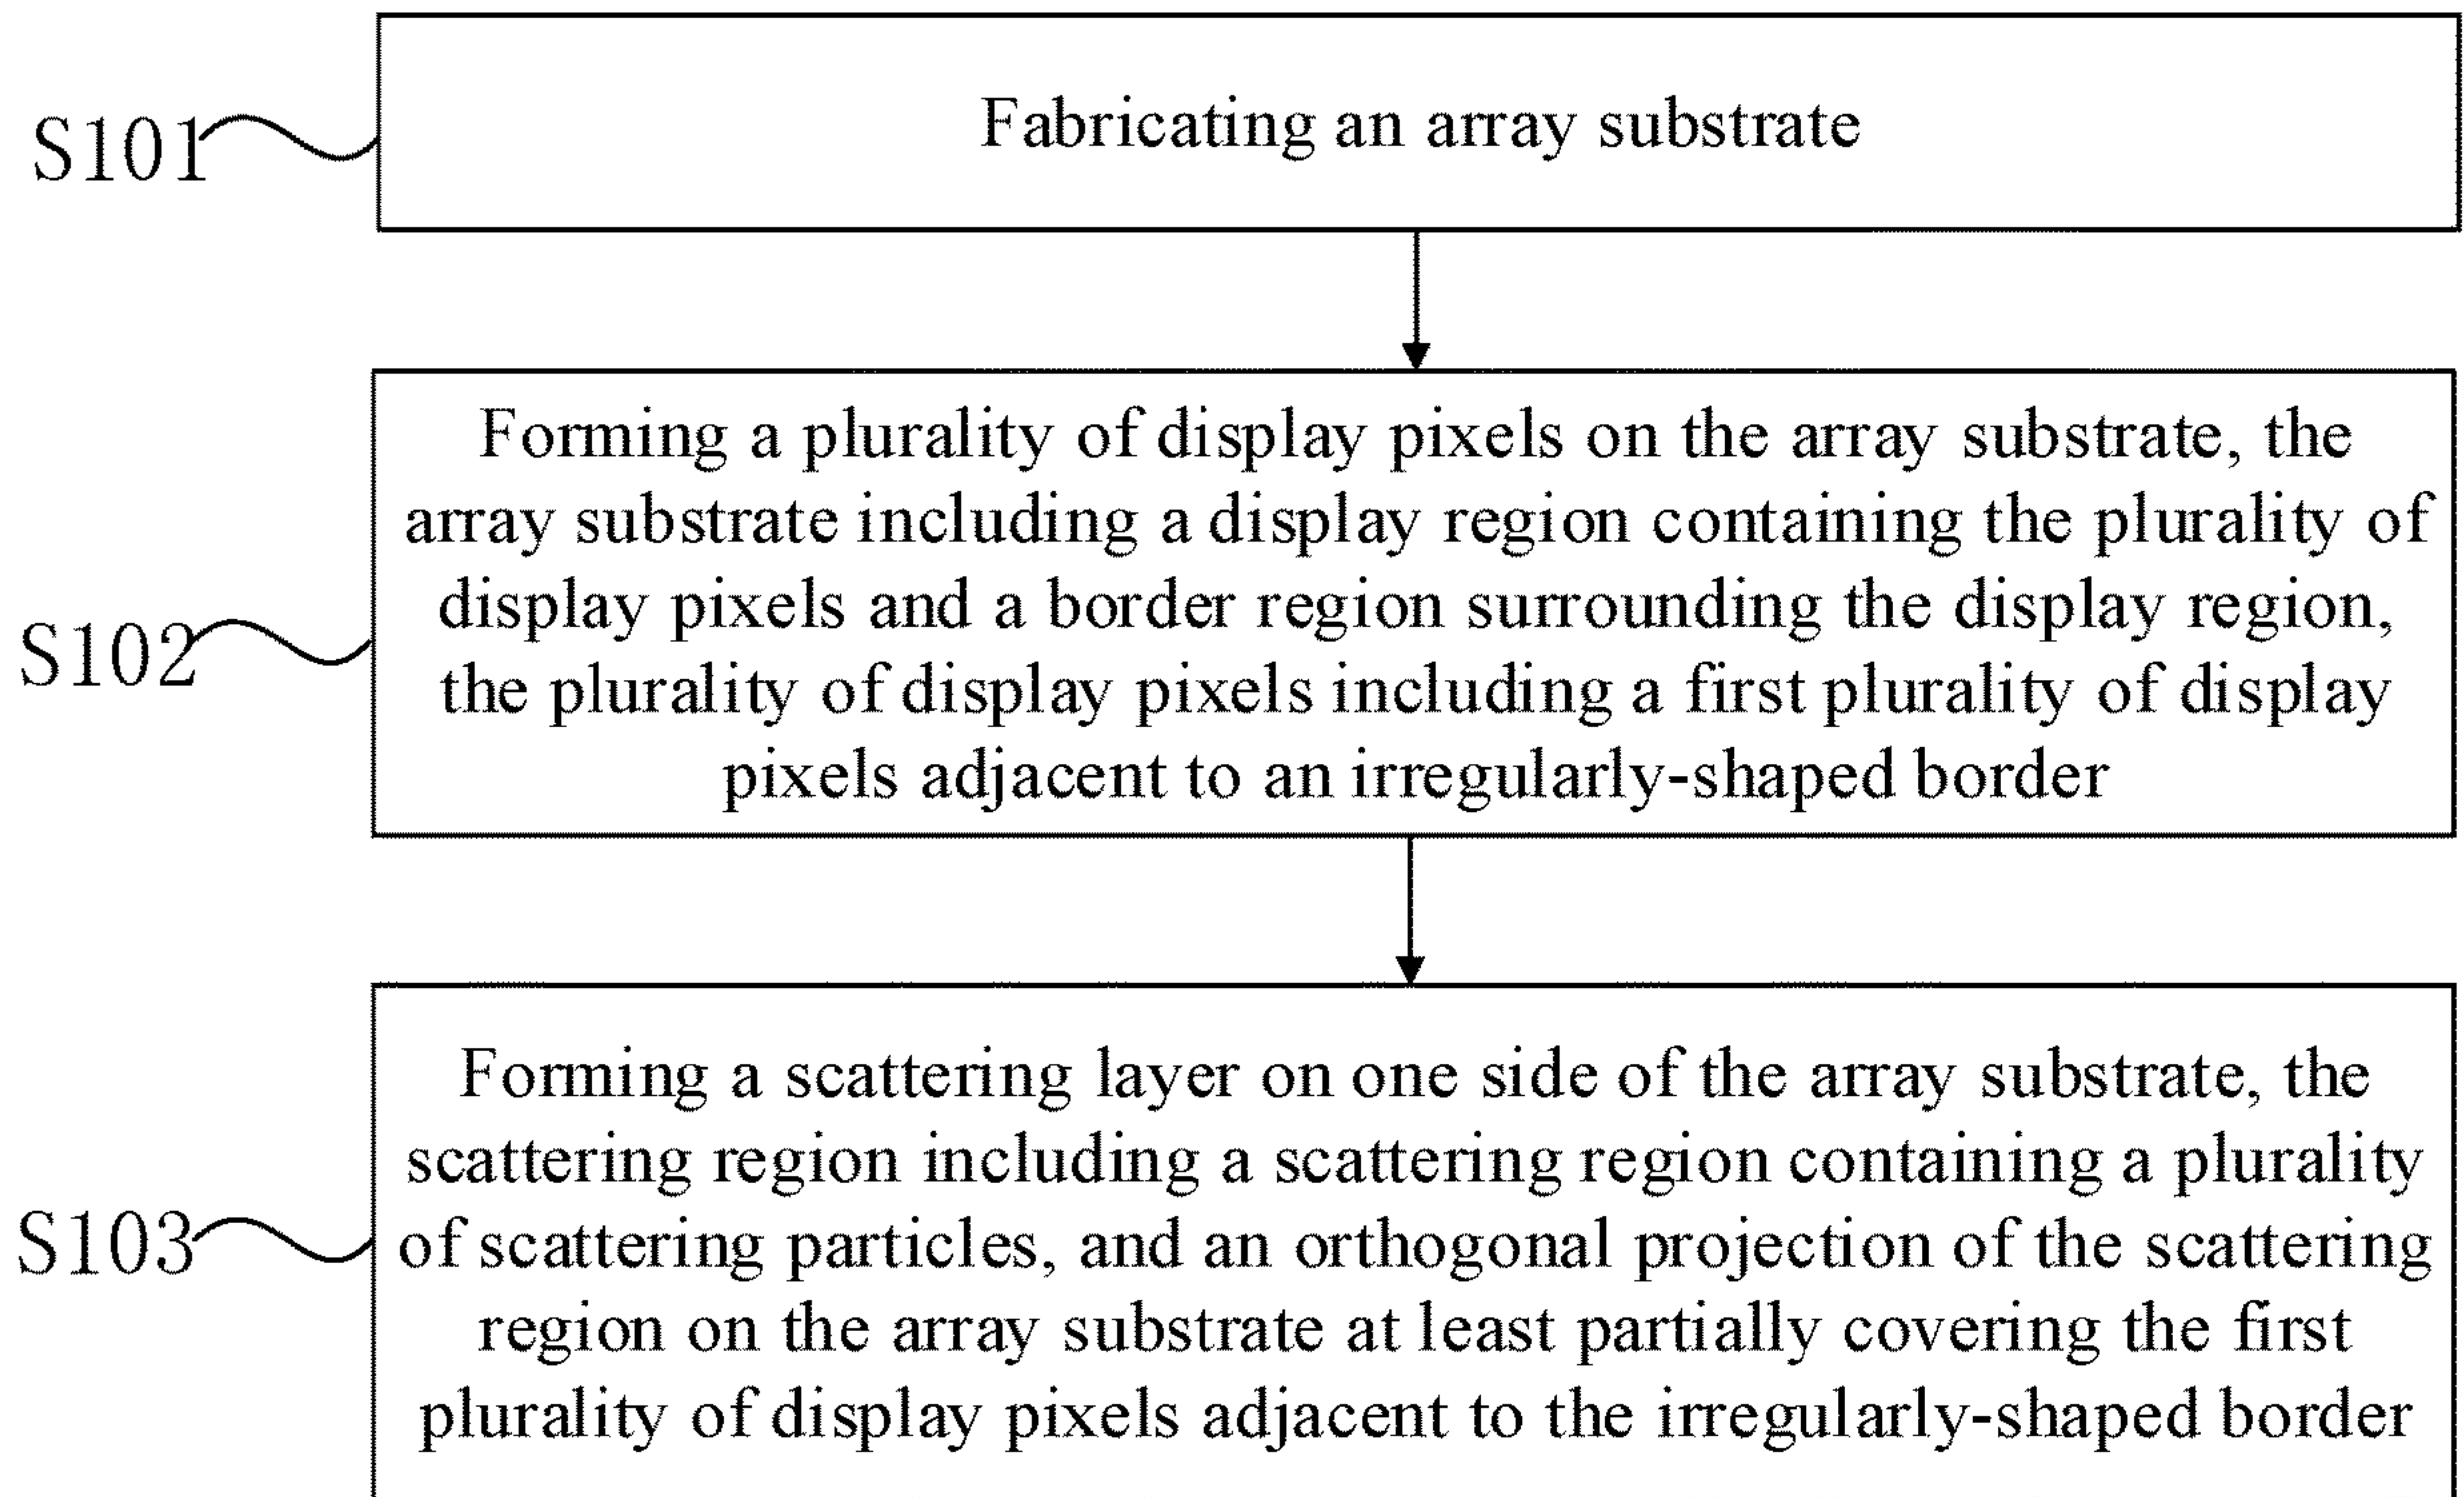 S101
Fabricating an array substrate
S102
Forming a plurality of display pixels on the array substrate, the
array substrate including a display region containing the plurality of
display pixels and a border region surrounding the display region,
the plurality of display pixels including a first plurality of display
pixels adjacent to an irregularly-shaped border
S103
Forming a scattering layer on one side of the array substrate, the
scattering region including a scattering region containing a plurality
of scattering particles, and an orthogonal projection of the scattering
region on the array substrate at least partially covering the first
plurality of display pixels adjacent to the irregularly-shaped border